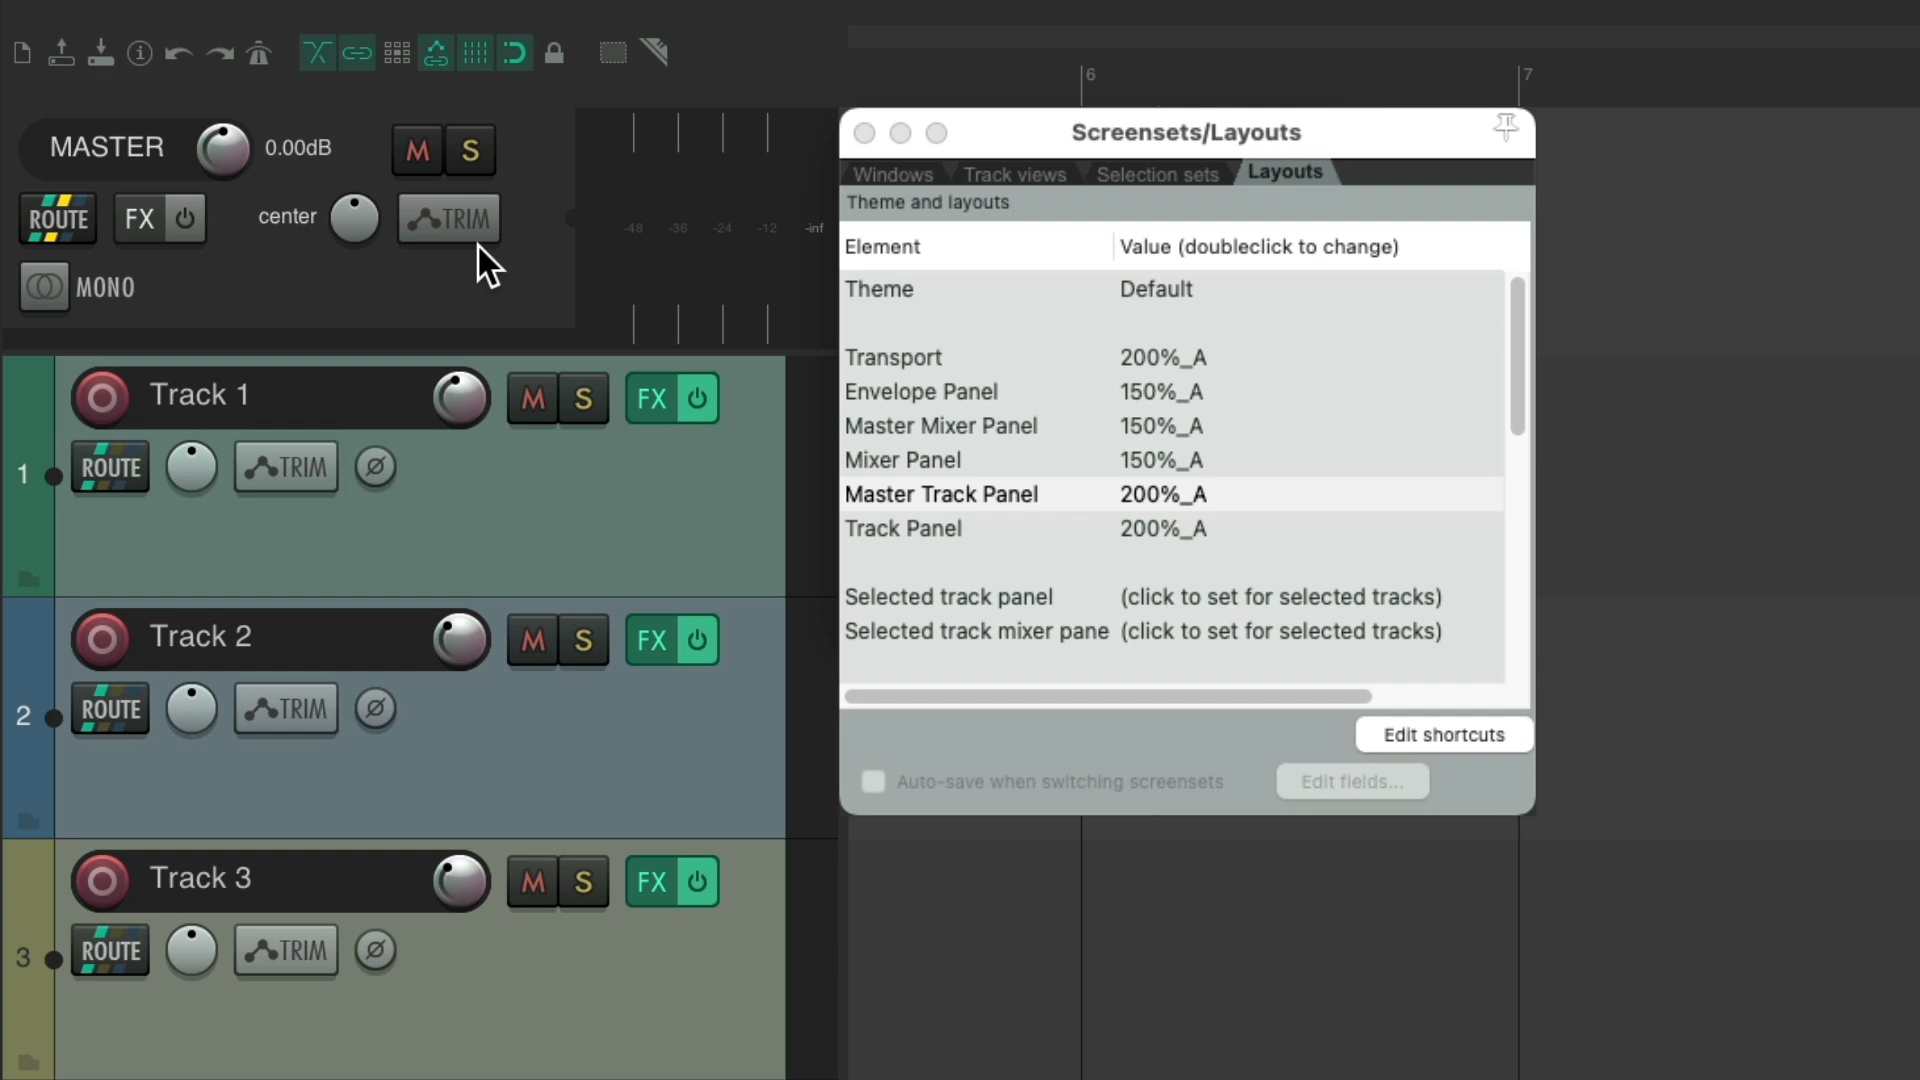 6
7
MASTER
0.00dB
M
S
ROUTE
FX
center
TRIM
-48
-36
-24
-12
-inf
MONO
1
Track 1
M
S
FX
ROUTE
TRIM
2
Track 2
M
S
FX
ROUTE
TRIM
3
Track 3
M
S
FX
ROUTE
TRIM
Screensets/Layouts
Windows
Track views
Selection sets
Layouts
Theme and layouts
Element Value (doubleclick to change)
Theme Default
Transport 200%_A
Envelope Panel 150%_A
Master Mixer Panel 150%_A
Mixer Panel 150%_A
Master Track Panel 200%_A
Track Panel 200%_A
Selected track panel (click to set for selected tracks)
Selected track mixer pane (click to set for selected tracks)
Edit shortcuts
Auto-save when switching screensets
Edit fields...